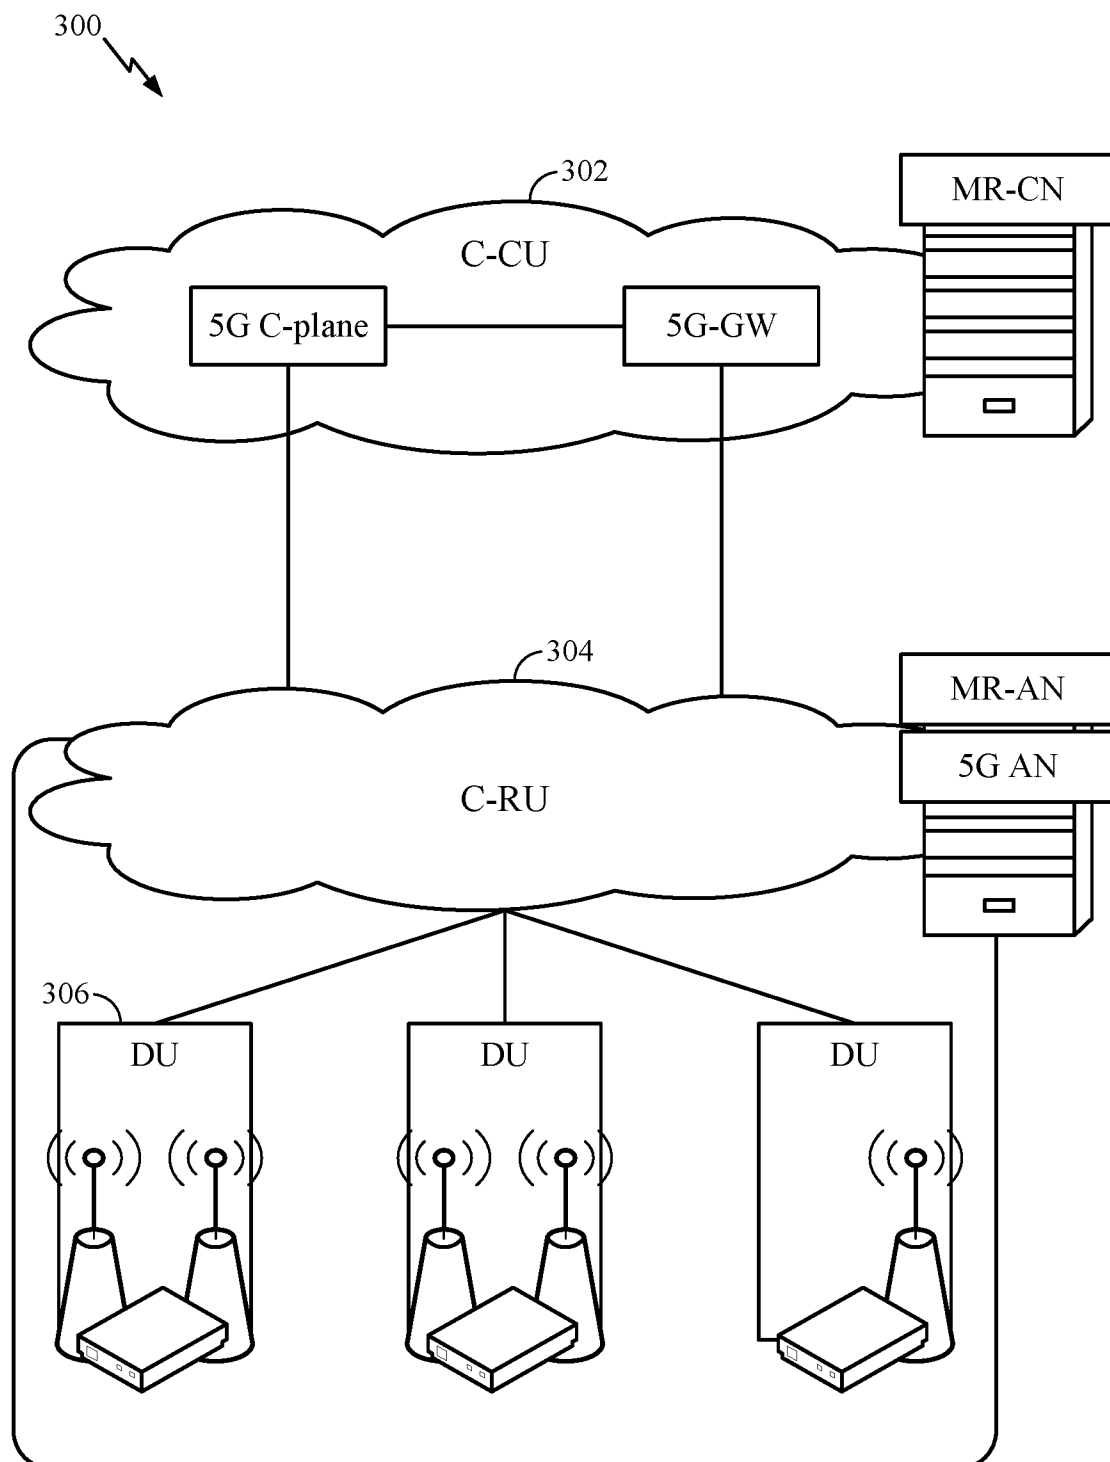 300
302
MR-CN
C-CU
5G C-plane
5G-GW
304
MR-AN
5G AN
C-RU
306
DU
DU
DU